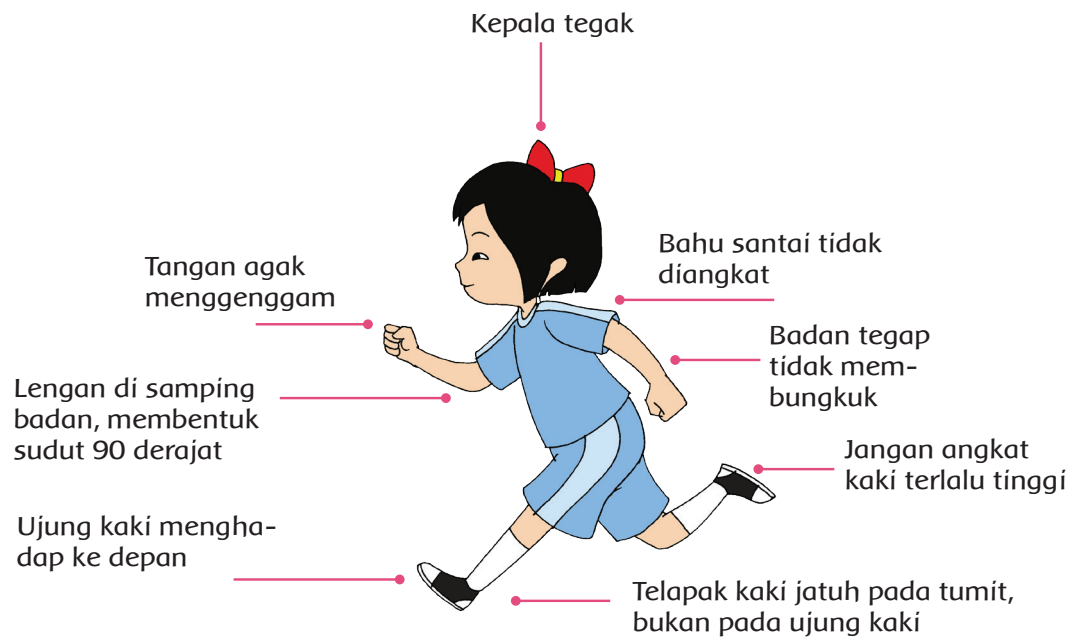 Kepala tegak
Tangan agak
menggenggam
Bahu santai tidak
diangkat
Badan tegap
tidak mem-
bungkuk
Lengan di samping
badan, membentuk
sudut 90 derajat
Jangan angkat
kaki terlalu tinggi
Ujung kaki mengha-
dap ke depan
Telapak kaki jatuh pada tumit,
bukan pada ujung kaki